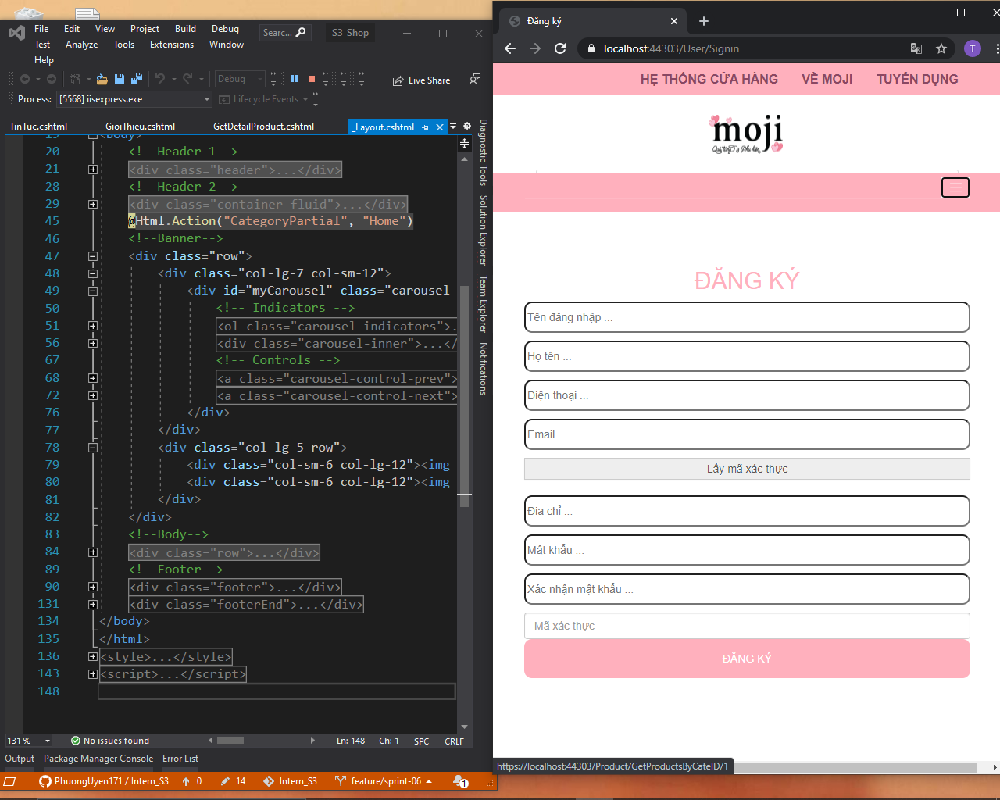 File Edit View Project Build Debug
Searc... S3_Shop
Test Analyze Tools Extensions Window
Help
Debug
Live Share
Process: [5568] iisexpress.exe Lifecycle Events
TinTuc.cshtml GioiThieu.cshtml GetDetailProduct.cshtml _Layout.cshtml
19 <body>
20 <!--Header 1-->
21 <div class="header">...</div>
28 <!--Header 2-->
29 <div class="container-fluid">...</div>
45 @Html.Action("CategoryPartial", "Home")
46 <!--Banner-->
47 <div class="row">
48 <div class="col-lg-7 col-sm-12">
49 <div id="myCarousel" class="carousel
50 <!-- Indicators -->
51 <ol class="carousel-indicators">.
56 <div class="carousel-inner">...</
67 <!-- Controls -->
68 <a class="carousel-control-prev">
72 <a class="carousel-control-next">
76 </div>
77 </div>
78 <div class="col-lg-5 row">
79 <div class="col-sm-6 col-lg-12"><img
80 <div class="col-sm-6 col-lg-12"><img
81 </div>
82 </div>
83 <!--Body-->
84 <div class="row">...</div>
89 <!--Footer-->
90 <div class="footer">...</div>
131 <div class="footerEnd">...</div>
134 </body>
135 </html>
136 <style>...</style>
143 <script>...</script>
148
Diagnostic Tools
Solution Explorer
Team Explorer
Notifications
131 % No issues found Ln: 148 Ch: 1 SPC CRLF
Output Package Manager Console Error List
PhuongUyen171 / Intern_S3 0 14 Intern_S3 feature/sprint-06 1
Đăng ký
localhost:44303/User/Signin
T
HỆ THỐNG CỬA HÀNG VỀ MOJI TUYỂN DỤNG
moji
Quà tặng & Phụ kiện
ĐĂNG KÝ
Tên đăng nhập ...
Họ tên ...
Điện thoại ...
Email ...
Lấy mã xác thực
Địa chỉ ...
Mật khẩu ...
Xác nhận mật khẩu ...
Mã xác thực
ĐĂNG KÝ
https://localhost:44303/Product/GetProductsByCateID/1